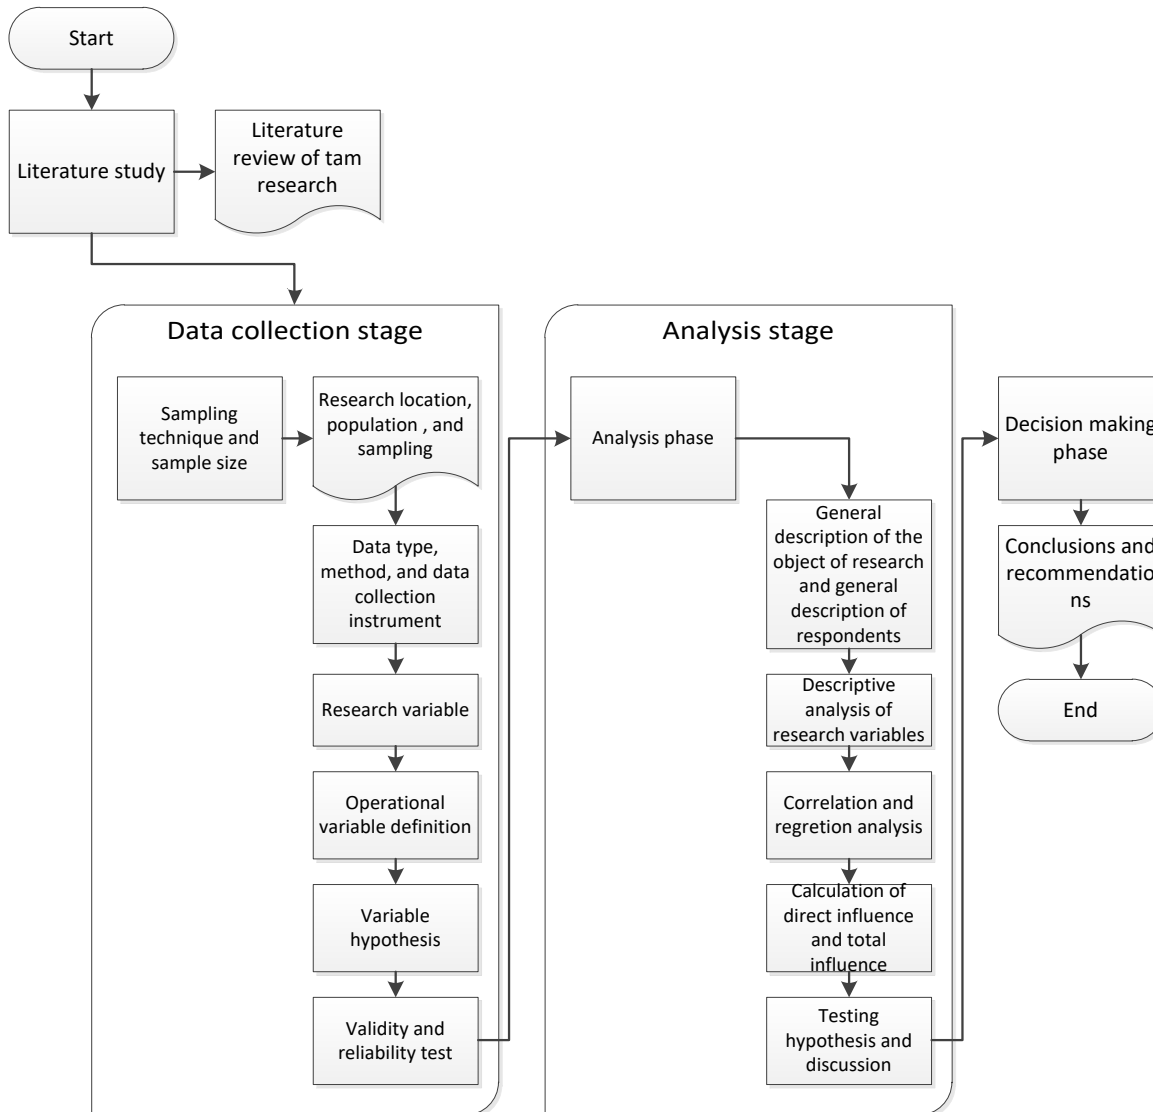 Start
Literature study
Literature
review of tam
research
Data collection stage
Sampling
technique and
sample size
Research location,
population , and
sampling
Data type,
method, and data
collection
instrument
Research variable
Operational
variable definition
Variable
hypothesis
Validity and
reliability test
Analysis stage
Analysis phase
General
description of the
object of research
and general
description of
respondents
Descriptive
analysis of
research variables
Correlation and
regretion analysis
Calculation of
direct influence
and total
influence
Testing
hypothesis and
discussion
Decision making
phase
Conclusions and
recommendatio
ns
End